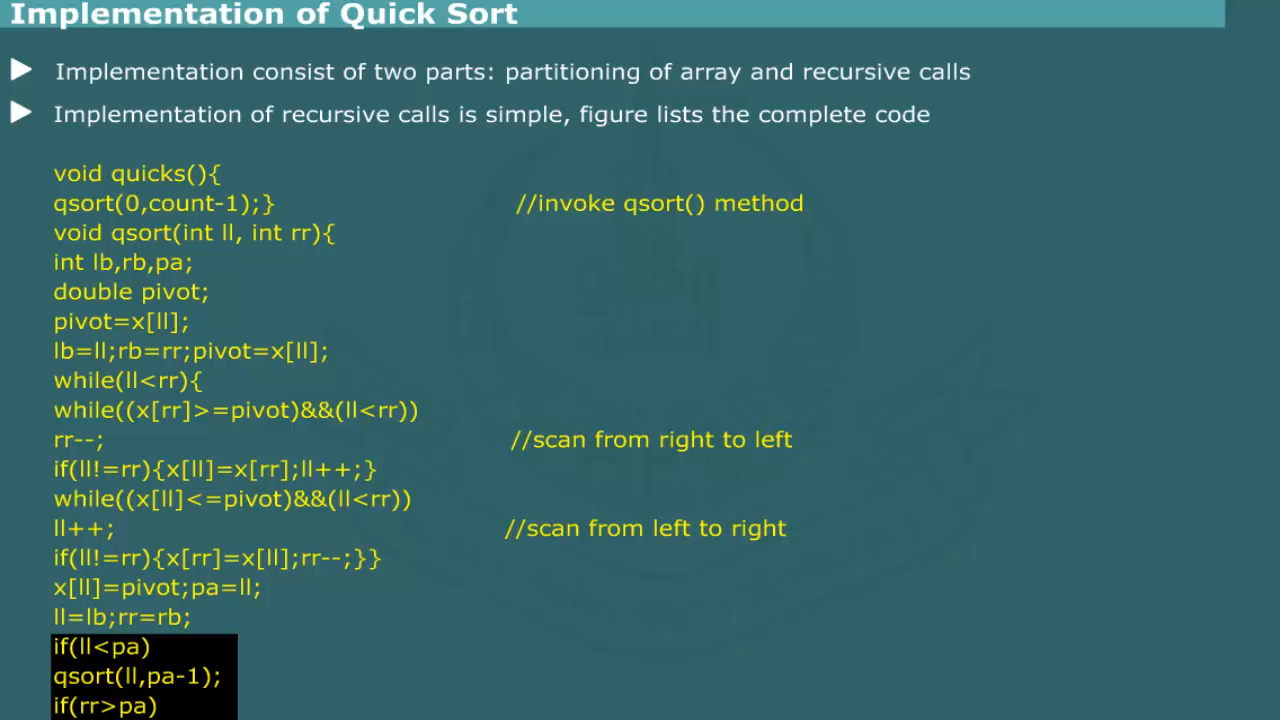 Implementation of Quick Sort
Implementation consist of two parts: partitioning of array and recursive calls
Implementation of recursive calls is simple, figure lists the complete code
void quicks(){
qsort(0,count-1);} //invoke qsort() method
void qsort(int ll, int rr){
int lb,rb,pa;
double pivot;
pivot=x[ll];
lb=ll;rb=rr;pivot=x[ll];
while(ll<rr){
while((x[rr]>=pivot)&&(ll<rr))
rr--; //scan from right to left
if(ll!=rr){x[ll]=x[rr];ll++;}
while((x[ll]<=pivot)&&(ll<rr))
ll++; //scan from left to right
if(ll!=rr){x[rr]=x[ll];rr--;}}
x[ll]=pivot;pa=ll;
ll=lb;rr=rb;
if(ll<pa)
qsort(ll,pa-1);
if(rr>pa)